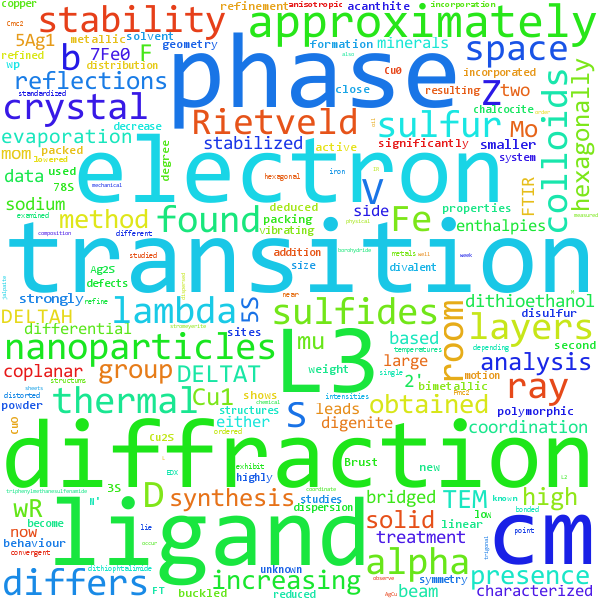 copper Cmc2 refinement anisotropic acanthite incorporation
stability approximately
5Ag1 metallic solvent
refined 7Fe0 F geometry formation minerals Cu0
wp b distribution phase space
standardized reflections close resulting incorporated Z two
crystal Rietveld chalcocite
evaporation decrease stabilized sulfur Mo colloids hexagonally
mom packed degree active significantly smaller
data used 78S electron hexagonal iron system FTIR
sodium mechanical deduced V side properties
method found packing Fe enthalpies
composition different vibrating
examined studied addition
Ag2S transition size divalent
defects sites metals week
strongly lambda 5S near dithioethanol
DELTAH refine sulfides room disulfur
differential mu based layers second
nanoparticles L3 temperatures
coplanar group DELTAT weight large single motion analysis
powder Cu1 shows 2' bimetallic ray
thermal S leads obtained polymorphic
distorted structures digenite coordination
CuO Cu2S either
diffraction
EDX exhibit Brust new
3S D highly known
wR synthesis studies bridged TEM high
dispersion low
now become ligand solid linear cm
behaviour lie treatment point
convergent occur alpha presence
differs dithiophtalimide increasing unknown symmetry
FT buckled reduced observe AgCu beam characterized